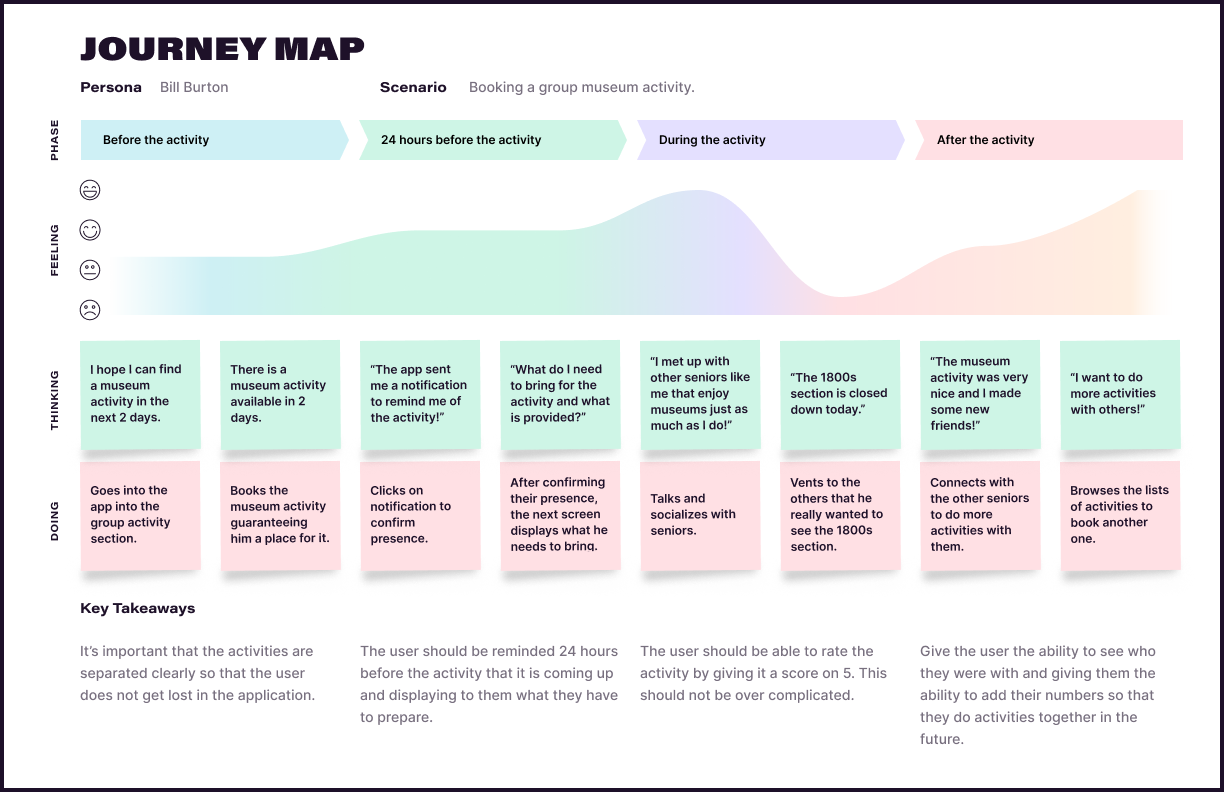 JOURNEY MAP
Persona Bill Burton Scenario Booking a group museum activity.
PHASE
Before the activity
24 hours before the activity
During the activity
After the activity
FEELING
THINKING
I hope I can find
a museum
activity in the
next 2 days.
There is a
museum activity
available in 2
days.
“The app sent
me a notification
to remind me of
the activity!”
“What do I need
to bring for the
activity and what
is provided?”
“I met up with
other seniors like
me that enjoy
museums just as
much as I do!”
“The 1800s
section is closed
down today.”
“The museum
activity was very
nice and I made
some new
friends!”
“I want to do
more activities
with others!”
DOING
Goes into the
app into the
group activity
section.
Books the
museum activity
guaranteeing
him a place for it.
Clicks on
notification to
confirm
presence.
After confirming
their presence,
the next screen
displays what he
needs to bring.
Talks and
socializes with
seniors.
Vents to the
others that he
really wanted to
see the 1800s
section.
Connects with
the other seniors
to do more
activities with
them.
Browses the lists
of activities to
book another
one.
Key Takeaways
It’s important that the activities are
separated clearly so that the user
does not get lost in the application.
The user should be reminded 24 hours
before the activity that it is coming up
and displaying to them what they have
to prepare.
The user should be able to rate the
activity by giving it a score on 5. This
should not be over complicated.
Give the user the ability to see who
they were with and giving them the
ability to add their numbers so that
they do activities together in the
future.